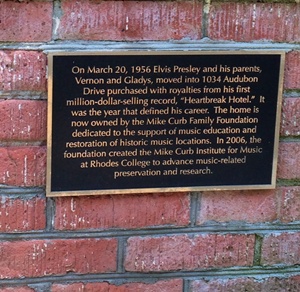 On March 20, 1956 Elvis Presley and his parents,
Vernon and Gladys, moved into 1034 Audubon
Drive purchased with royalties from his first
million-dollar-selling record, "Heartbreak Hotel." It
was the year that defined his career. The home is
now owned by the Mike Curb Family Foundation
dedicated to the support of music education and
restoration of historic music locations. In 2006, the
foundation created the Mike Curb Institute for Music
at Rhodes College to advance music-related
preservation and research.